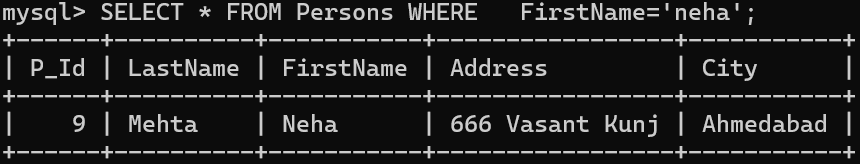 mysql> SELECT * FROM Persons WHERE   FirstName='neha';
+------+----------+-----------+-----------------+-----------+
| P_Id | LastName | FirstName | Address         | City      |
+------+----------+-----------+-----------------+-----------+
|    9 | Mehta    | Neha      | 666 Vasant Kunj | Ahmedabad |
+------+----------+-----------+-----------------+-----------+